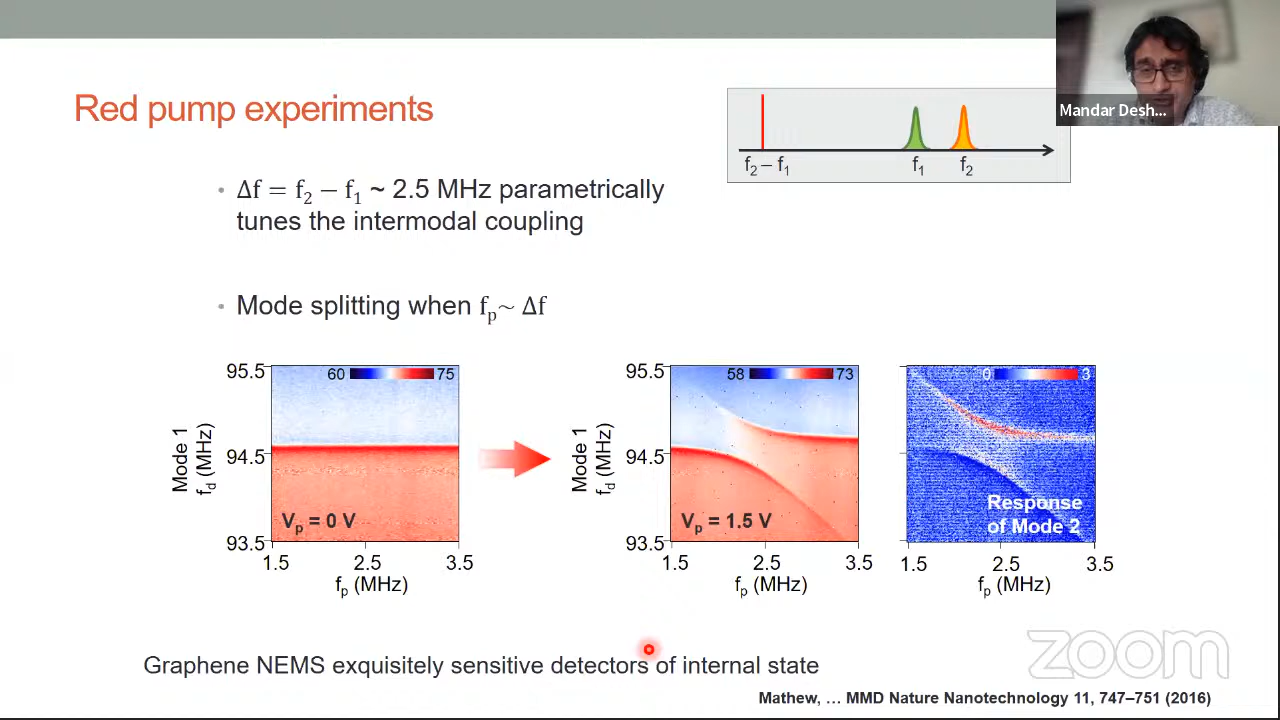 Mandar Desh...
Red pump experiments
f₂ – f₁
f₁
f₂
• Δf = f₂ − f₁ ~ 2.5 MHz parametrically
tunes the intermodal coupling
• Mode splitting when fₚ~ Δf
95.5
60
75
Mode 1
f_d (MHz)
94.5
Vₚ = 0 V
93.5
1.5
2.5
3.5
fₚ (MHz)
95.5
58
73
Mode 1
f_d (MHz)
94.5
Vₚ = 1.5 V
93.5
1.5
2.5
3.5
fₚ (MHz)
0
3
Response
of Mode 2
1.5
2.5
3.5
fₚ (MHz)
Graphene NEMS exquisitely sensitive detectors of internal state
zoom
Mathew, … MMD Nature Nanotechnology 11, 747–751 (2016)